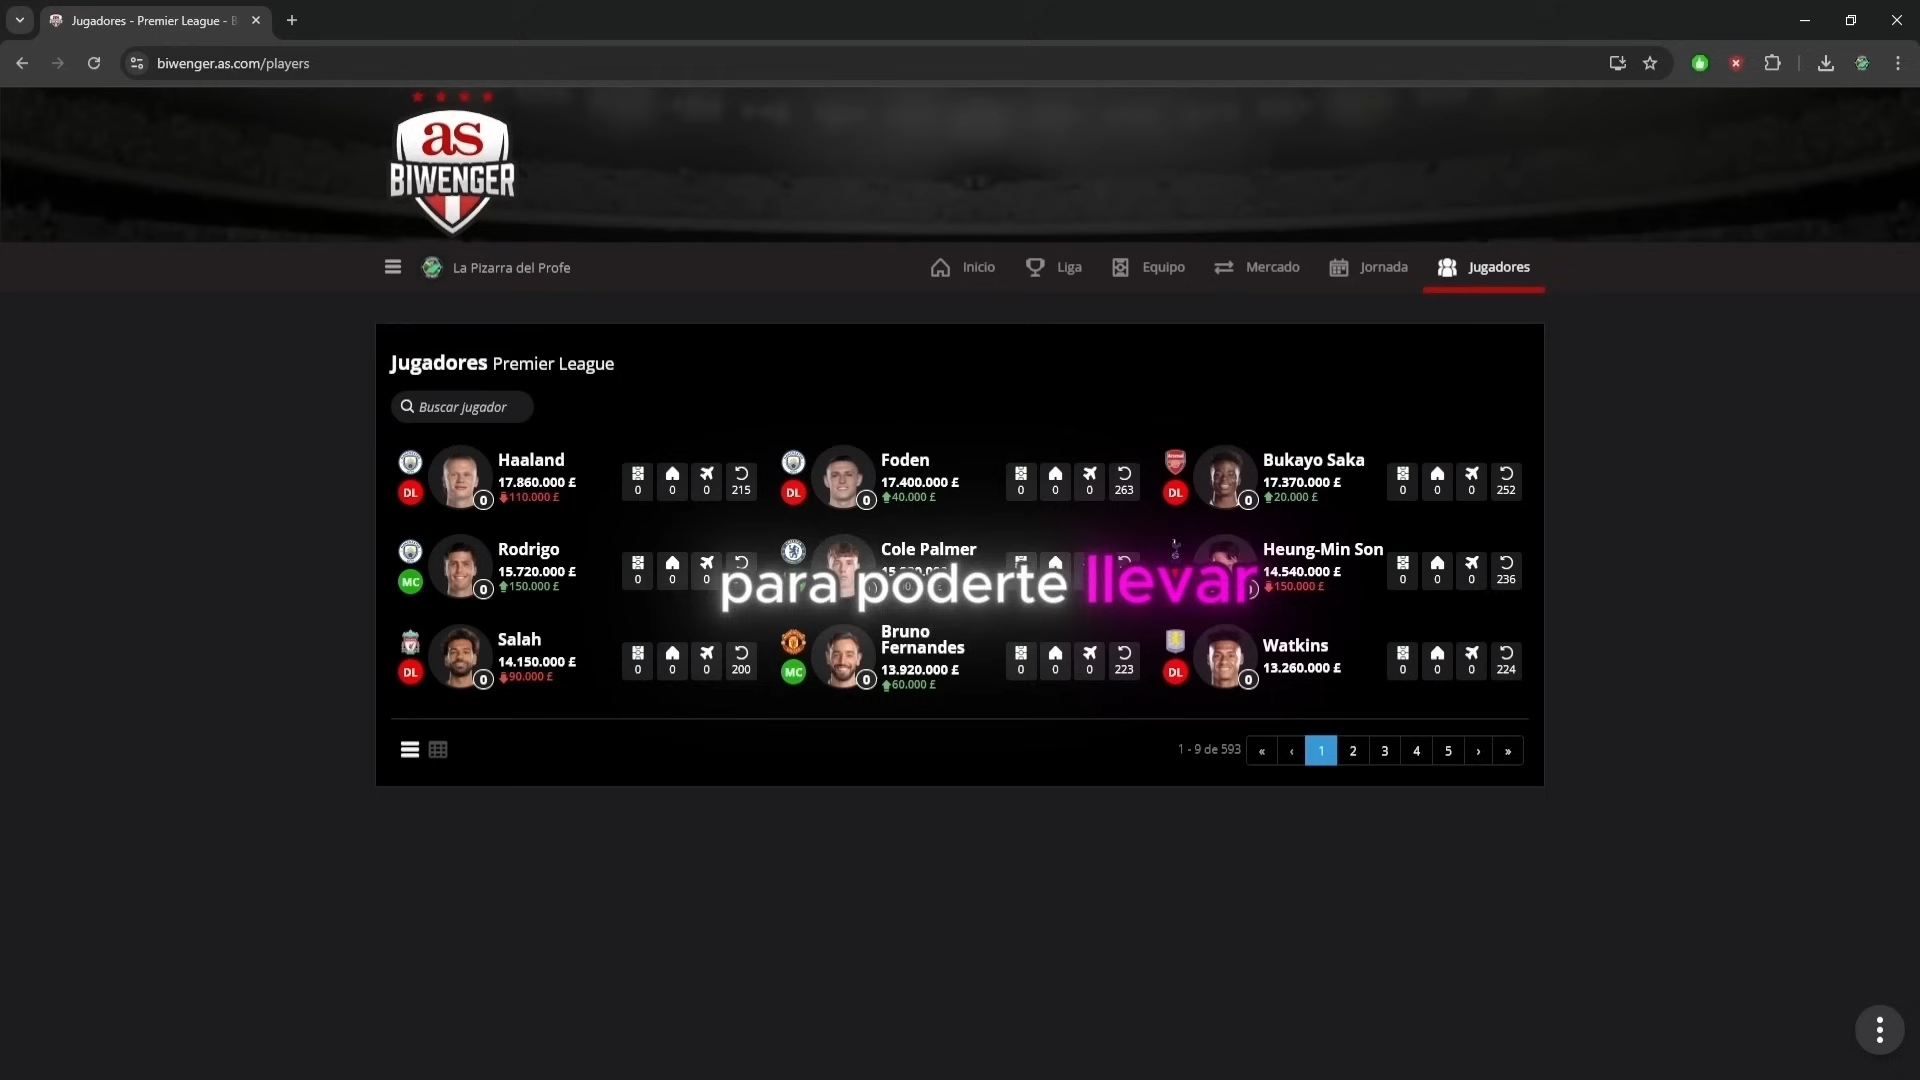 Jugadores - Premier League - B
biwenger.as.com/players
as
BIWENGER
La Pizarra del Profe
Inicio
Liga
Equipo
Mercado
Jornada
Jugadores
Jugadores Premier League
Buscar jugador
DL
Haaland
17.860.000 £
110.000 £
0
0 0 0 215
DL
Foden
17.400.000 £
40.000 £
0
0 0 0 263
Arsenal
DL
Bukayo Saka
17.370.000 £
20.000 £
0
0 0 0 252
MC
Rodrigo
15.720.000 £
150.000 £
0
0 0 0
Cole Palmer
0
Heung-Min Son
14.540.000 £
150.000 £
0 0 0 236
para poderte llevar
DL
Salah
14.150.000 £
90.000 £
0
0 0 0 200
MC
Bruno
Fernandes
13.920.000 £
60.000 £
0
0 0 0 223
DL
Watkins
13.260.000 £
0
0 0 0 224
1 - 9 de 593 « ‹ 1 2 3 4 5 › »